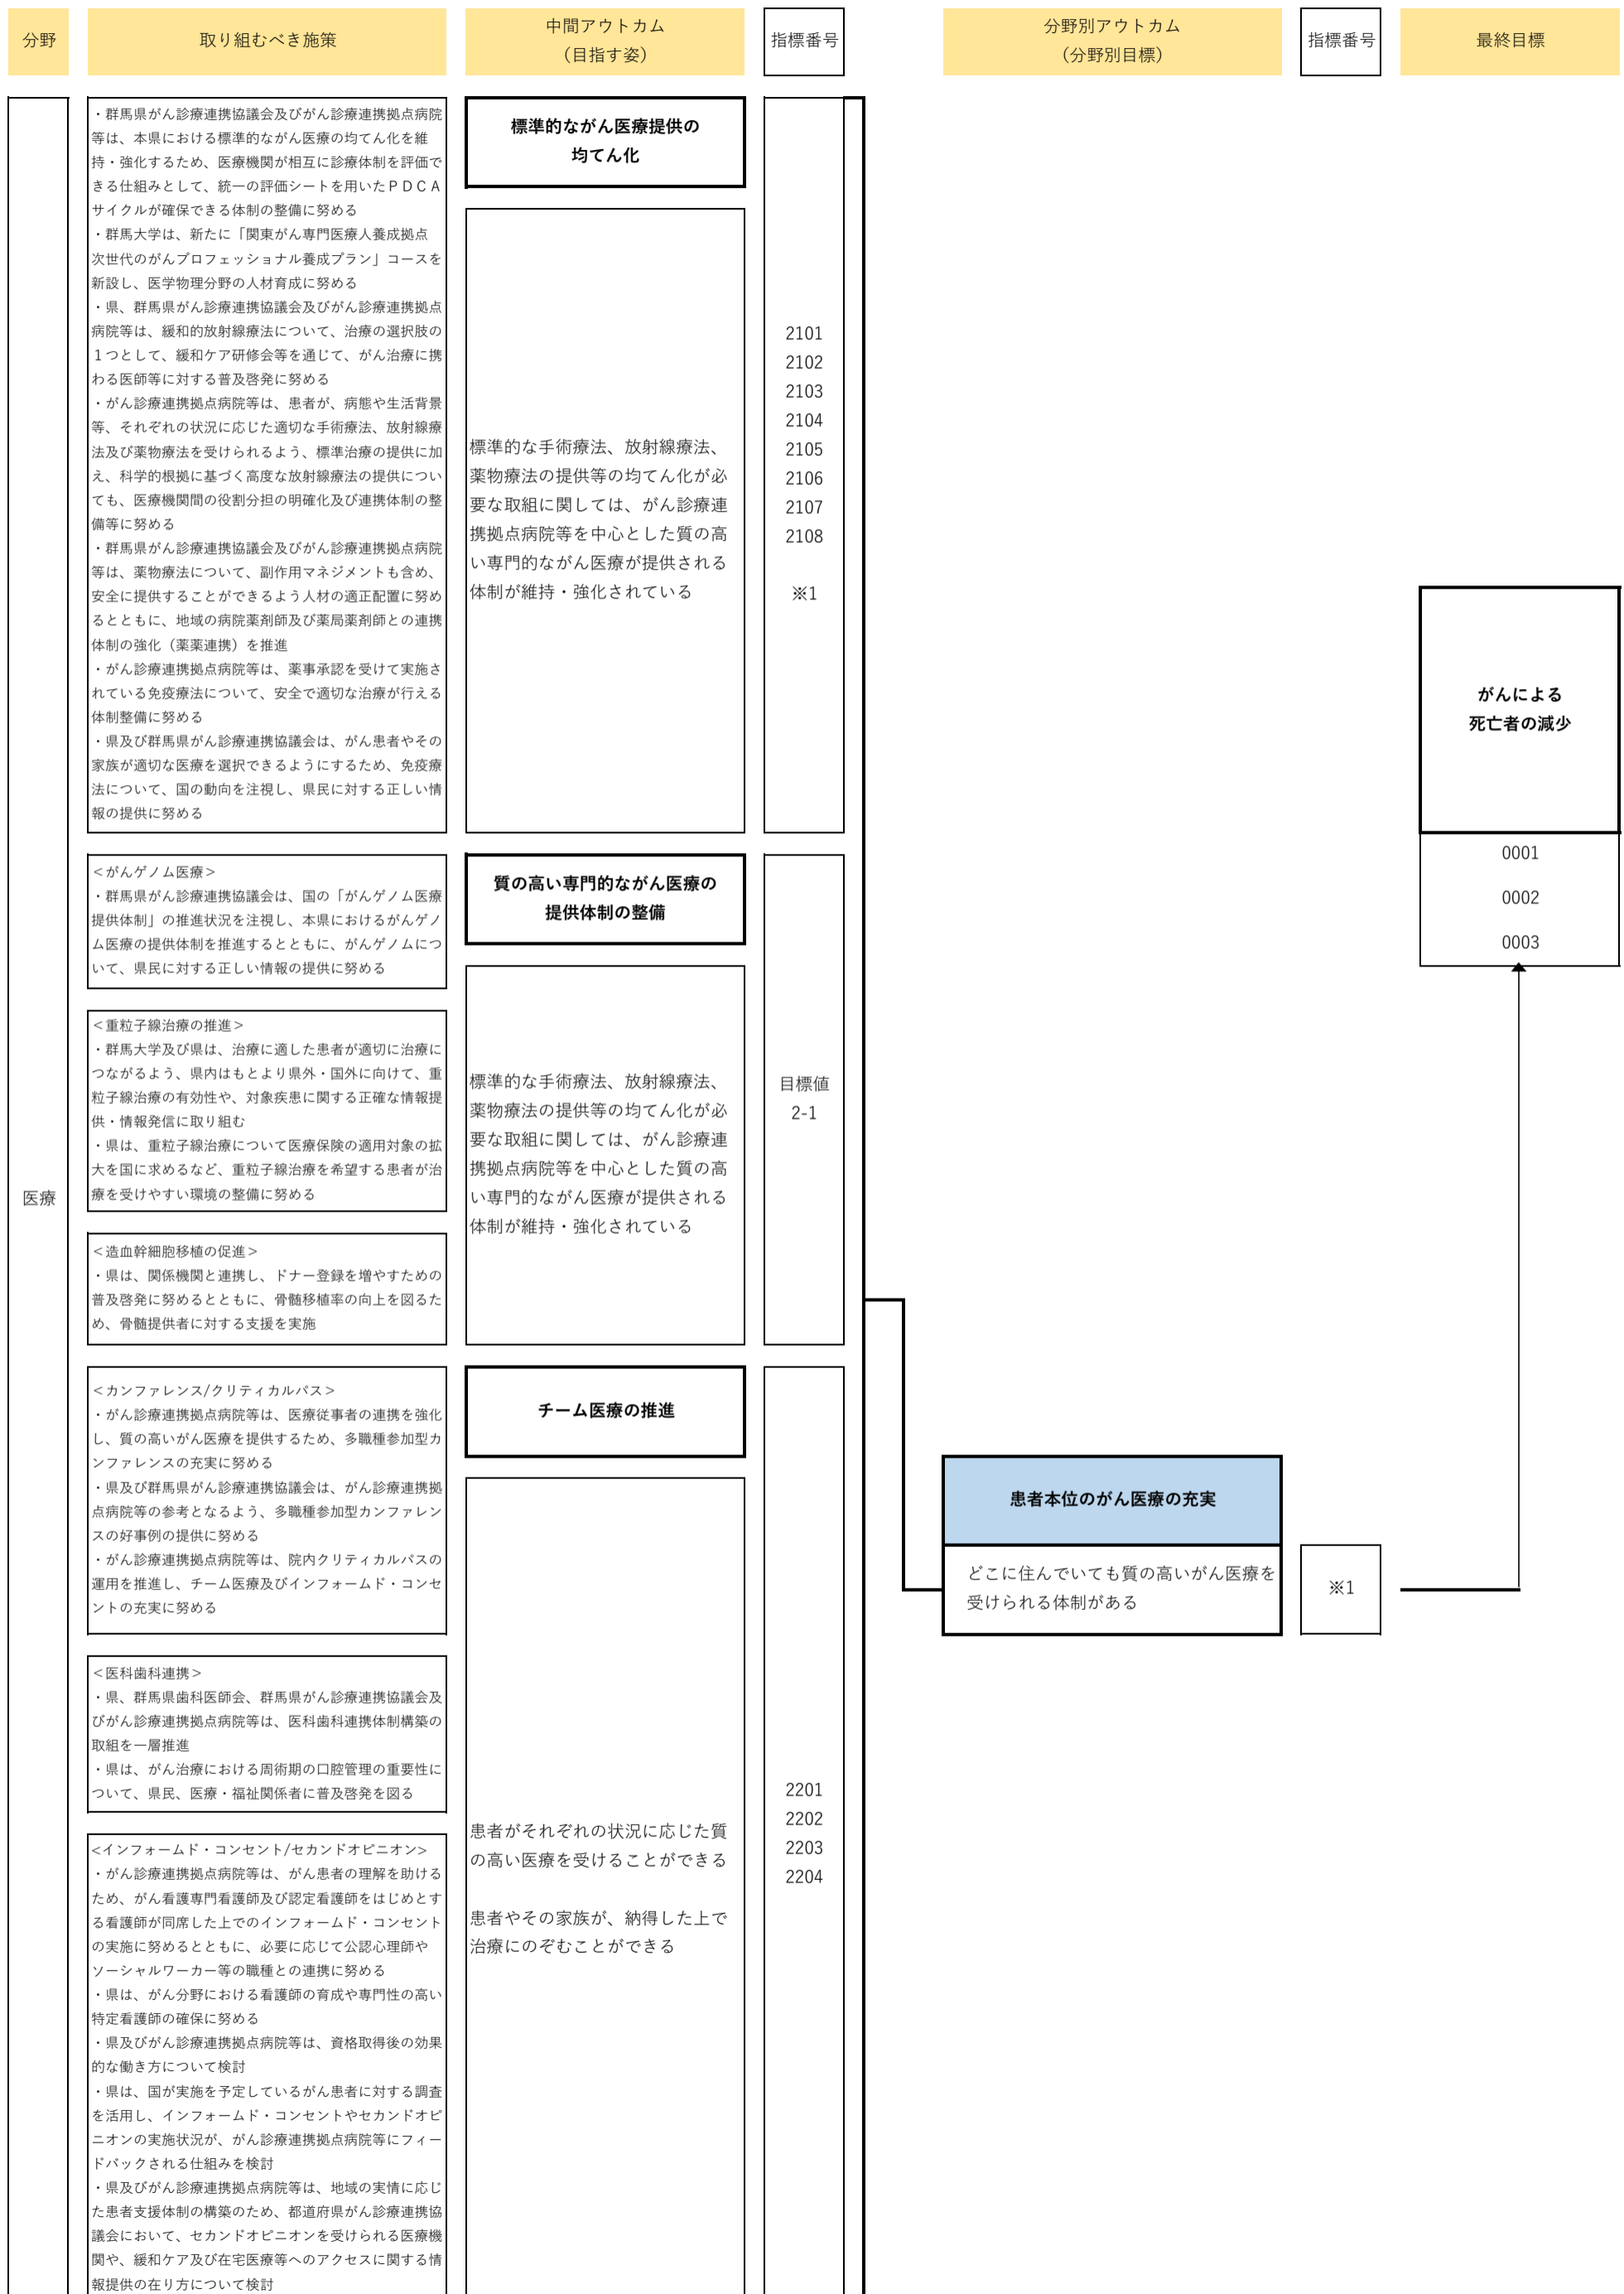 分野
取り組むべき施策
中間アウトカム
（目指す姿）
指標番号
分野別アウトカム
（分野別目標）
指標番号
最終目標
医療
・群馬県がん診療連携協議会及びがん診療連携拠点病院
等は、本県における標準的ながん医療の均てん化を維
持・強化するため、医療機関が相互に診療体制を評価で
きる仕組みとして、統一の評価シートを用いたＰＤＣＡ
サイクルが確保できる体制の整備に努める
・群馬大学は、新たに「関東がん専門医療人養成拠点
次世代のがんプロフェッショナル養成プラン」コースを
新設し、医学物理分野の人材育成に努める
・県、群馬県がん診療連携協議会及びがん診療連携拠点
病院等は、緩和的放射線療法について、治療の選択肢の
１つとして、緩和ケア研修会等を通じて、がん治療に携
わる医師等に対する普及啓発に努める
・がん診療連携拠点病院等は、患者が、病態や生活背景
等、それぞれの状況に応じた適切な手術療法、放射線療
法及び薬物療法を受けられるよう、標準治療の提供に加
え、科学的根拠に基づく高度な放射線療法の提供につい
ても、医療機関間の役割分担の明確化及び連携体制の整
備等に努める
・群馬県がん診療連携協議会及びがん診療連携拠点病院
等は、薬物療法について、副作用マネジメントも含め、
安全に提供することができるよう人材の適正配置に努め
るとともに、地域の病院薬剤師及び薬局薬剤師との連携
体制の強化（薬薬連携）を推進
・がん診療連携拠点病院等は、薬事承認を受けて実施さ
れている免疫療法について、安全で適切な治療が行える
体制整備に努める
・県及び群馬県がん診療連携協議会は、がん患者やその
家族が適切な医療を選択できるようにするため、免疫療
法について、国の動向を注視し、県民に対する正しい情
報の提供に努める
標準的ながん医療提供の
均てん化
標準的な手術療法、放射線療法、
薬物療法の提供等の均てん化が必
要な取組に関しては、がん診療連
携拠点病院等を中心とした質の高
い専門的ながん医療が提供される
体制が維持・強化されている
2101
2102
2103
2104
2105
2106
2107
2108
※1
＜がんゲノム医療＞
・群馬県がん診療連携協議会は、国の「がんゲノム医療
提供体制」の推進状況を注視し、本県におけるがんゲノ
ム医療の提供体制を推進するとともに、がんゲノムにつ
いて、県民に対する正しい情報の提供に努める
＜重粒子線治療の推進＞
・群馬大学及び県は、治療に適した患者が適切に治療に
つながるよう、県内はもとより県外・国外に向けて、重
粒子線治療の有効性や、対象疾患に関する正確な情報提
供・情報発信に取り組む
・県は、重粒子線治療について医療保険の適用対象の拡
大を国に求めるなど、重粒子線治療を希望する患者が治
療を受けやすい環境の整備に努める
＜造血幹細胞移植の促進＞
・県は、関係機関と連携し、ドナー登録を増やすための
普及啓発に努めるとともに、骨髄移植率の向上を図るた
め、骨髄提供者に対する支援を実施
質の高い専門的ながん医療の
提供体制の整備
標準的な手術療法、放射線療法、
薬物療法の提供等の均てん化が必
要な取組に関しては、がん診療連
携拠点病院等を中心とした質の高
い専門的ながん医療が提供される
体制が維持・強化されている
目標値
2-1
＜カンファレンス/クリティカルパス＞
・がん診療連携拠点病院等は、医療従事者の連携を強化
し、質の高いがん医療を提供するため、多職種参加型カ
ンファレンスの充実に努める
・県及び群馬県がん診療連携協議会は、がん診療連携拠
点病院等の参考となるよう、多職種参加型カンファレン
スの好事例の提供に努める
・がん診療連携拠点病院等は、院内クリティカルパスの
運用を推進し、チーム医療及びインフォームド・コンセ
ントの充実に努める
＜医科歯科連携＞
・県、群馬県歯科医師会、群馬県がん診療連携協議会及
びがん診療連携拠点病院等は、医科歯科連携体制構築の
取組を一層推進
・県は、がん治療における周術期の口腔管理の重要性に
ついて、県民、医療・福祉関係者に普及啓発を図る
<インフォームド・コンセント/セカンドオピニオン>
・がん診療連携拠点病院等は、がん患者の理解を助ける
ため、がん看護専門看護師及び認定看護師をはじめとす
る看護師が同席した上でのインフォームド・コンセント
の実施に努めるとともに、必要に応じて公認心理師や
ソーシャルワーカー等の職種との連携に努める
・県は、がん分野における看護師の育成や専門性の高い
特定看護師の確保に努める
・県及びがん診療連携拠点病院等は、資格取得後の効果
的な働き方について検討
・県は、国が実施を予定しているがん患者に対する調査
を活用し、インフォームド・コンセントやセカンドオピ
ニオンの実施状況が、がん診療連携拠点病院等にフィー
ドバックされる仕組みを検討
・県及びがん診療連携拠点病院等は、地域の実情に応じ
た患者支援体制の構築のため、都道府県がん診療連携協
議会において、セカンドオピニオンを受けられる医療機
関や、緩和ケア及び在宅医療等へのアクセスに関する情
報提供の在り方について検討
チーム医療の推進
患者がそれぞれの状況に応じた質
の高い医療を受けることができる
患者やその家族が、納得した上で
治療にのぞむことができる
2201
2202
2203
2204
患者本位のがん医療の充実
どこに住んでいても質の高いがん医療を
受けられる体制がある
※1
がんによる
死亡者の減少
0001
0002
0003